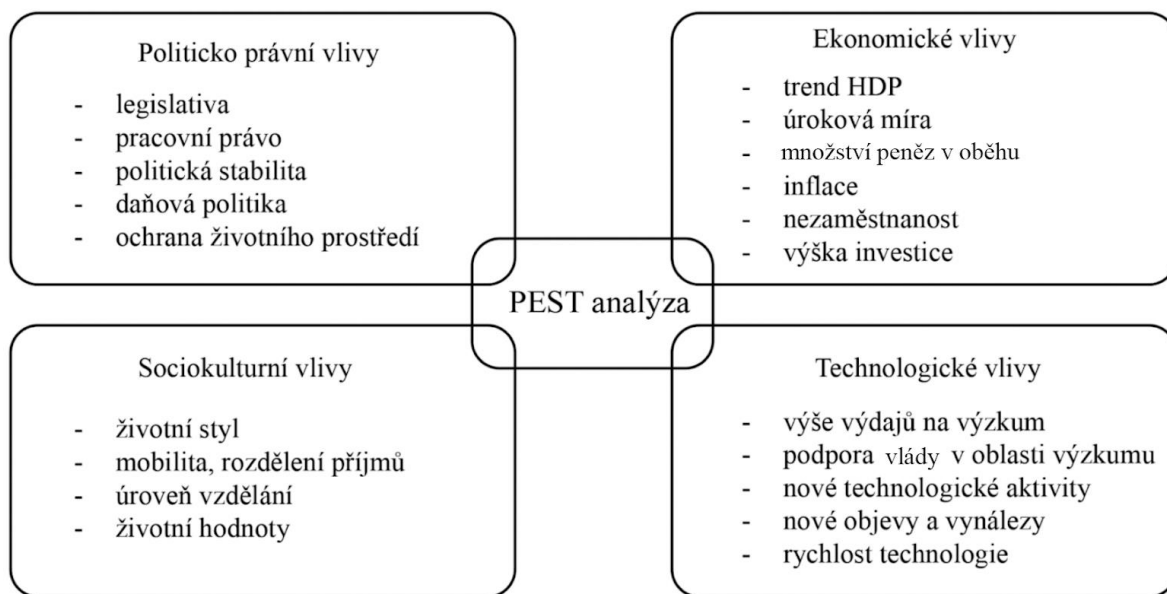 Politicko právní vlivy
- legislativa
- pracovní právo
- politická stabilita
- daňová politika
- ochrana životního prostředí
Ekonomické vlivy
- trend HDP
- úroková míra
- množství peněz v oběhu
- inflace
- nezaměstnanost
- výška investice
PEST analýza
Sociokulturní vlivy
- životní styl
- mobilita, rozdělení příjmů
- úroveň vzdělání
- životní hodnoty
Technologické vlivy
- výše výdajů na výzkum
- podpora vlády v oblasti výzkumu
- nové technologické aktivity
- nové objevy a vynálezy
- rychlost technologie